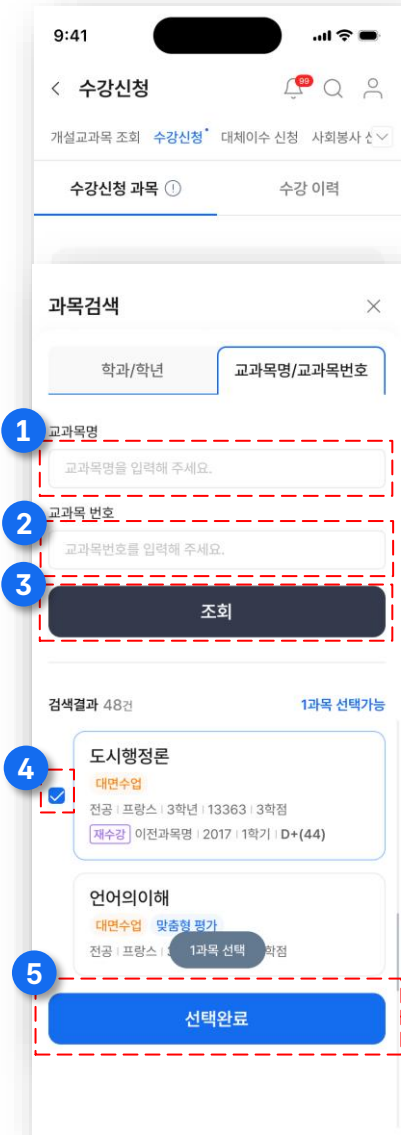 9:41
수강신청
99
개설교과목 조회 수강신청 대체이수 신청 사회봉사
수강신청 과목 수강 이력
과목검색
학과/학년 교과목명/교과목번호
1
교과목명
교과목명을 입력해 주세요.
2
교과목 번호
교과목번호를 입력해 주세요.
3
조회
검색결과 48건 1과목 선택가능
4
도시행정론
대면수업
전공 | 프랑스 | 3학년 | 13363 | 3학점
재수강 이전과목명 | 2017 | 1학기 | D+(44)
언어의이해
대면수업 맞춤형 평가
전공 | 프랑스 | 1과목 선택 학점
5
선택완료